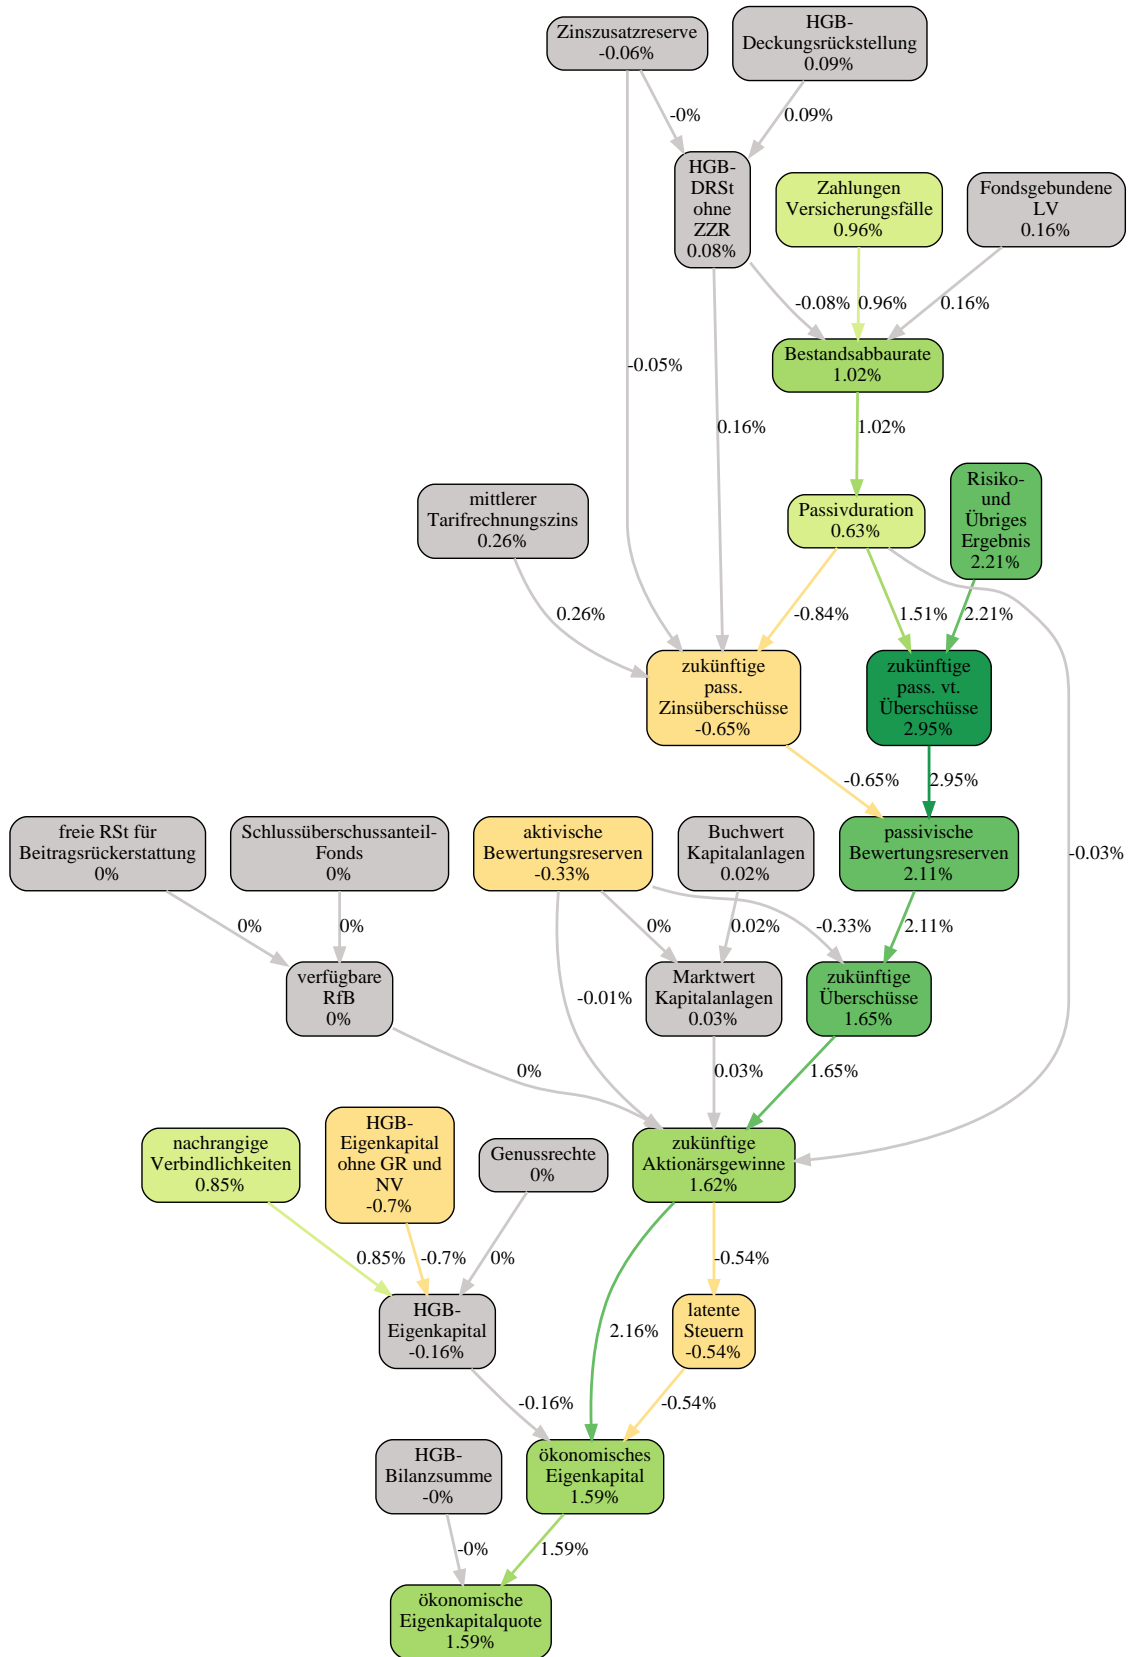 Zinszusatzreserve
-0.06%
HGB-
Deckungsrückstellung
0.09%
-0%
0.09%
HGB-
DRSt
ohne
ZZR
0.08%
Zahlungen
Versicherungsfälle
0.96%
Fondsgebundene
LV
0.16%
-0.08%
0.96%
0.16%
Bestandsabbaurate
1.02%
-0.05%
0.16%
1.02%
mittlerer
Tarifrechnungszins
0.26%
Passivduration
0.63%
Risiko-
und
Übriges
Ergebnis
2.21%
0.26%
-0.84%
1.51%
2.21%
zukünftige
pass.
Zinsüberschüsse
-0.65%
zukünftige
pass. vt.
Überschüsse
2.95%
-0.65%
2.95%
freie RSt für
Beitragsrückerstattung
0%
Schlussüberschussanteil-
Fonds
0%
aktivische
Bewertungsreserven
-0.33%
Buchwert
Kapitalanlagen
0.02%
passivische
Bewertungsreserven
2.11%
-0.03%
0%
0%
0%
0.02%
-0.33%
2.11%
verfügbare
RfB
0%
-0.01%
Marktwert
Kapitalanlagen
0.03%
zukünftige
Überschüsse
1.65%
0%
0.03%
1.65%
nachrangige
Verbindlichkeiten
0.85%
HGB-
Eigenkapital
ohne GR und
NV
-0.7%
Genussrechte
0%
zukünftige
Aktionärsgewinne
1.62%
0.85%
-0.7%
0%
-0.54%
HGB-
Eigenkapital
-0.16%
2.16%
latente
Steuern
-0.54%
-0.16%
-0.54%
HGB-
Bilanzsumme
-0%
ökonomisches
Eigenkapital
1.59%
-0%
1.59%
ökonomische
Eigenkapitalquote
1.59%